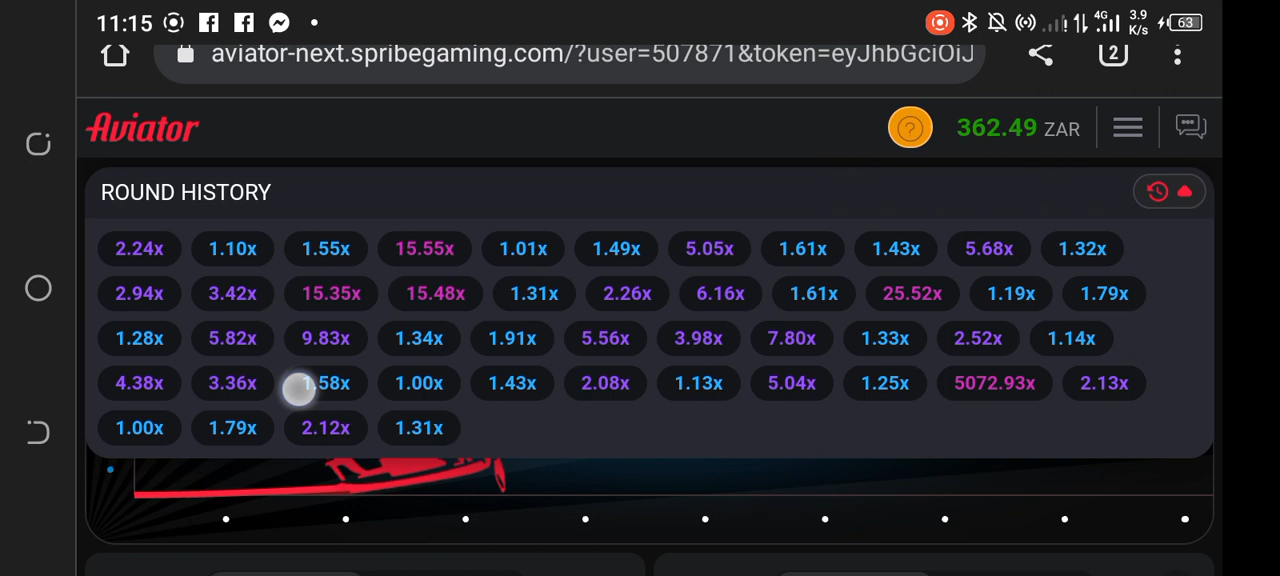 11:15 4G 3.9 K/s 63
aviator-next.spribegaming.com/?user=507871&token=eyJhbGciOiJ 2
Aviator ? 362.49 ZAR
ROUND HISTORY
2.24x 1.10x 1.55x 15.55x 1.01x 1.49x 5.05x 1.61x 1.43x 5.68x 1.32x
2.94x 3.42x 15.35x 15.48x 1.31x 2.26x 6.16x 1.61x 25.52x 1.19x 1.79x
1.28x 5.82x 9.83x 1.34x 1.91x 5.56x 3.98x 7.80x 1.33x 2.52x 1.14x
4.38x 3.36x 1.58x 1.00x 1.43x 2.08x 1.13x 5.04x 1.25x 5072.93x 2.13x
1.00x 1.79x 2.12x 1.31x